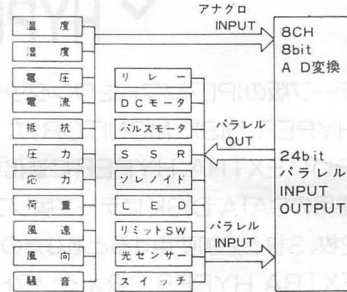 アナログ
INPUT
温度
湿度
電圧
電流
抵抗
圧力
応力
荷重
風速
風向
騒音
リレー
DCモータ
パルスモータ
SSR
ソレノイド
LED
リミットSW
光センサー
スイッチ
パラレル
OUT
パラレル
INPUT
8CH
8bit
AD変換
24bit
パラレル
INPUT
OUTPUT